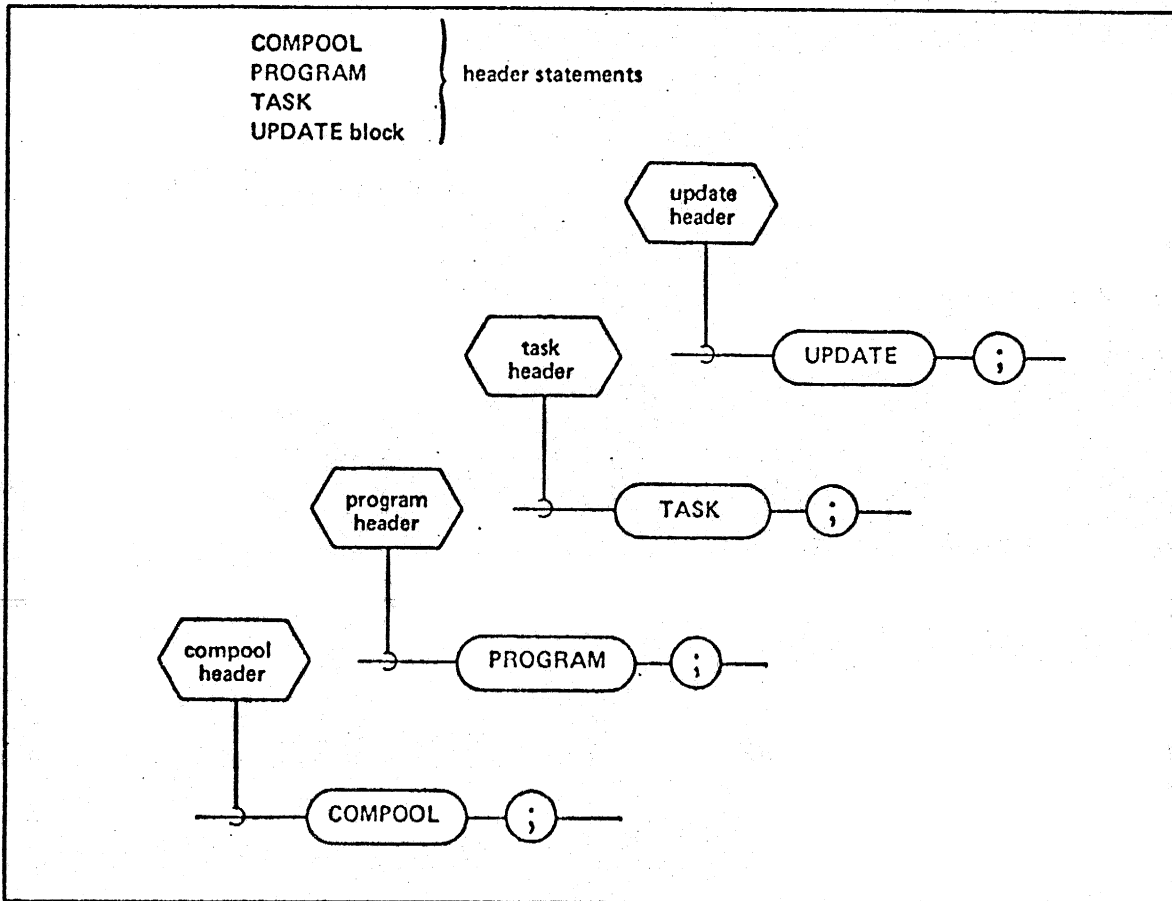 COMPOOL
PROGRAM
TASK
UPDATE block
header statements
update
header
UPDATE
;
task
header
TASK
;
program
header
PROGRAM
;
compool
header
COMPOOL
;